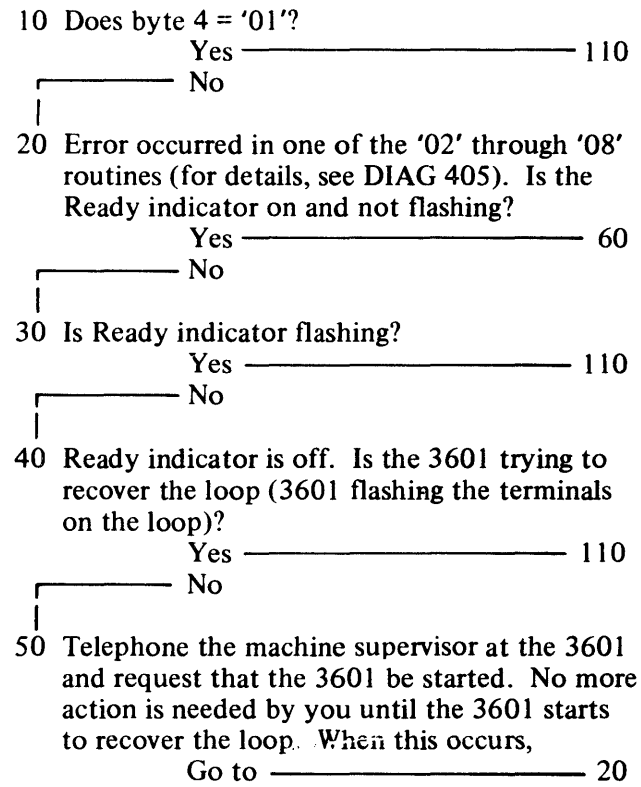 10 Does byte 4 = '01'?
Yes 110
No
20 Error occurred in one of the '02' through '08'
routines (for details, see DIAG 405). Is the
Ready indicator on and not flashing?
Yes 60
No
30 Is Ready indicator flashing?
Yes 110
No
40 Ready indicator is off. Is the 3601 trying to
recover the loop (3601 flashing the terminals
on the loop)?
Yes 110
No
50 Telephone the machine supervisor at the 3601
and request that the 3601 be started. No more
action is needed by you until the 3601 starts
to recover the loop. When this occurs,
Go to 20